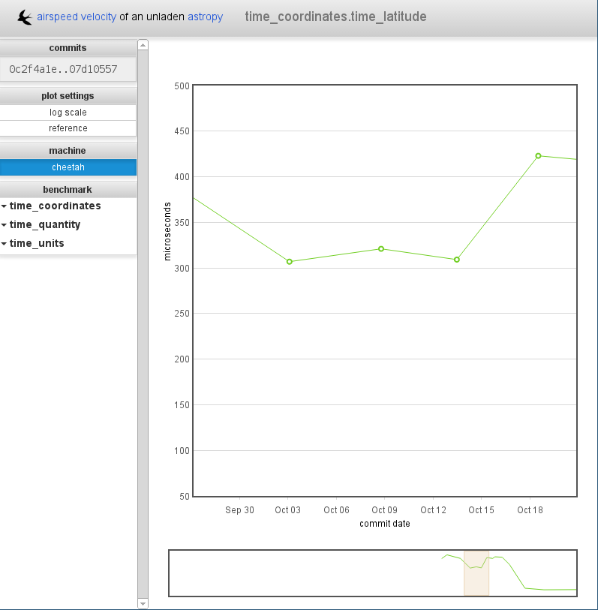 airspeed velocity of an unladen astropy
time_coordinates.time_latitude
commits
0c2f4a1e..07d10557
plot settings
log scale
reference
machine
cheetah
benchmark
time_coordinates
time_quantity
time_units
microseconds
500
450
400
350
300
250
200
150
100
50
Sep 30 Oct 03 Oct 06 Oct 09 Oct 12 Oct 15 Oct 18
commit date